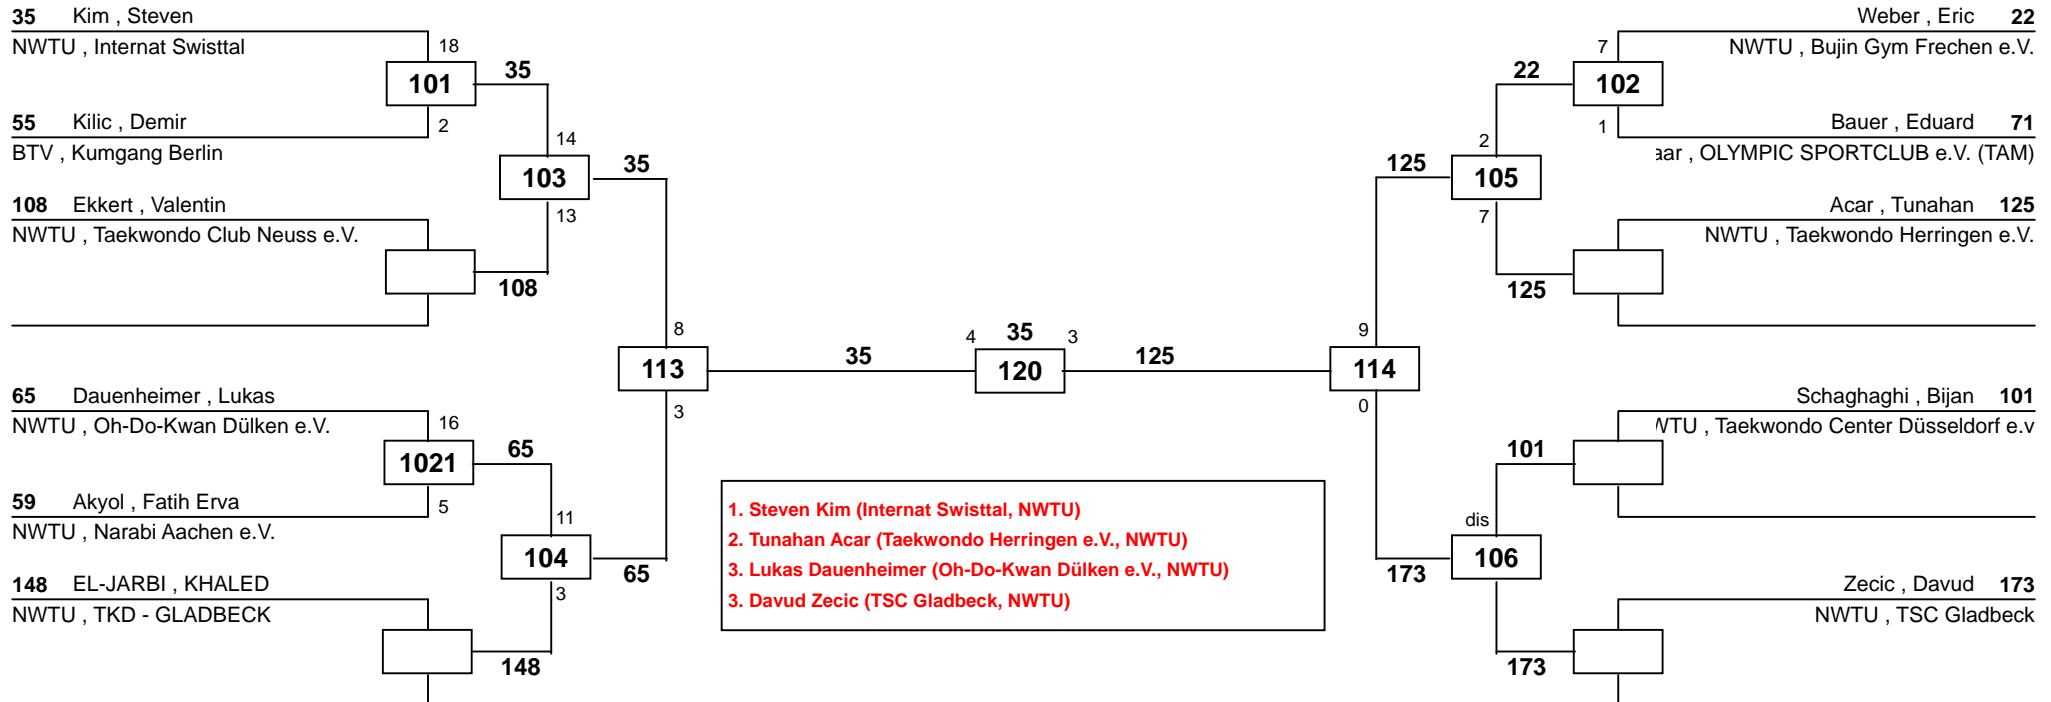 35 Kim , Steven
NWTU , Internat Swisttal
18
101
35
55 Kilic , Demir
2
BTV , Kumgang Berlin
14
103
35
108 Ekkert , Valentin
13
NWTU , Taekwondo Club Neuss e.V.
108
8
113
35
3
65 Dauenheimer , Lukas
NWTU , Oh-Do-Kwan Dülken e.V.
16
1021
65
59 Akyol , Fatih Erva
5
NWTU , Narabi Aachen e.V.
11
104
65
3
148 EL-JARBI , KHALED
NWTU , TKD - GLADBECK
148
4 35 3
120
125
1. Steven Kim (Internat Swisttal, NWTU)
2. Tunahan Acar (Taekwondo Herringen e.V., NWTU)
3. Lukas Dauenheimer (Oh-Do-Kwan Dülken e.V., NWTU)
3. Davud Zecic (TSC Gladbeck, NWTU)
Weber , Eric 22
7
NWTU , Bujin Gym Frechen e.V.
22
102
Bauer , Eduard 71
1
, OLYMPIC SPORTCLUB e.V. (TAM)
2
125
105
7
Acar , Tunahan 125
NWTU , Taekwondo Herringen e.V.
125
9
114
0
Schaghaghi , Bijan 101
, Taekwondo Center Düsseldorf e.v
101
dis
106
173
Zecic , Davud 173
NWTU , TSC Gladbeck
173